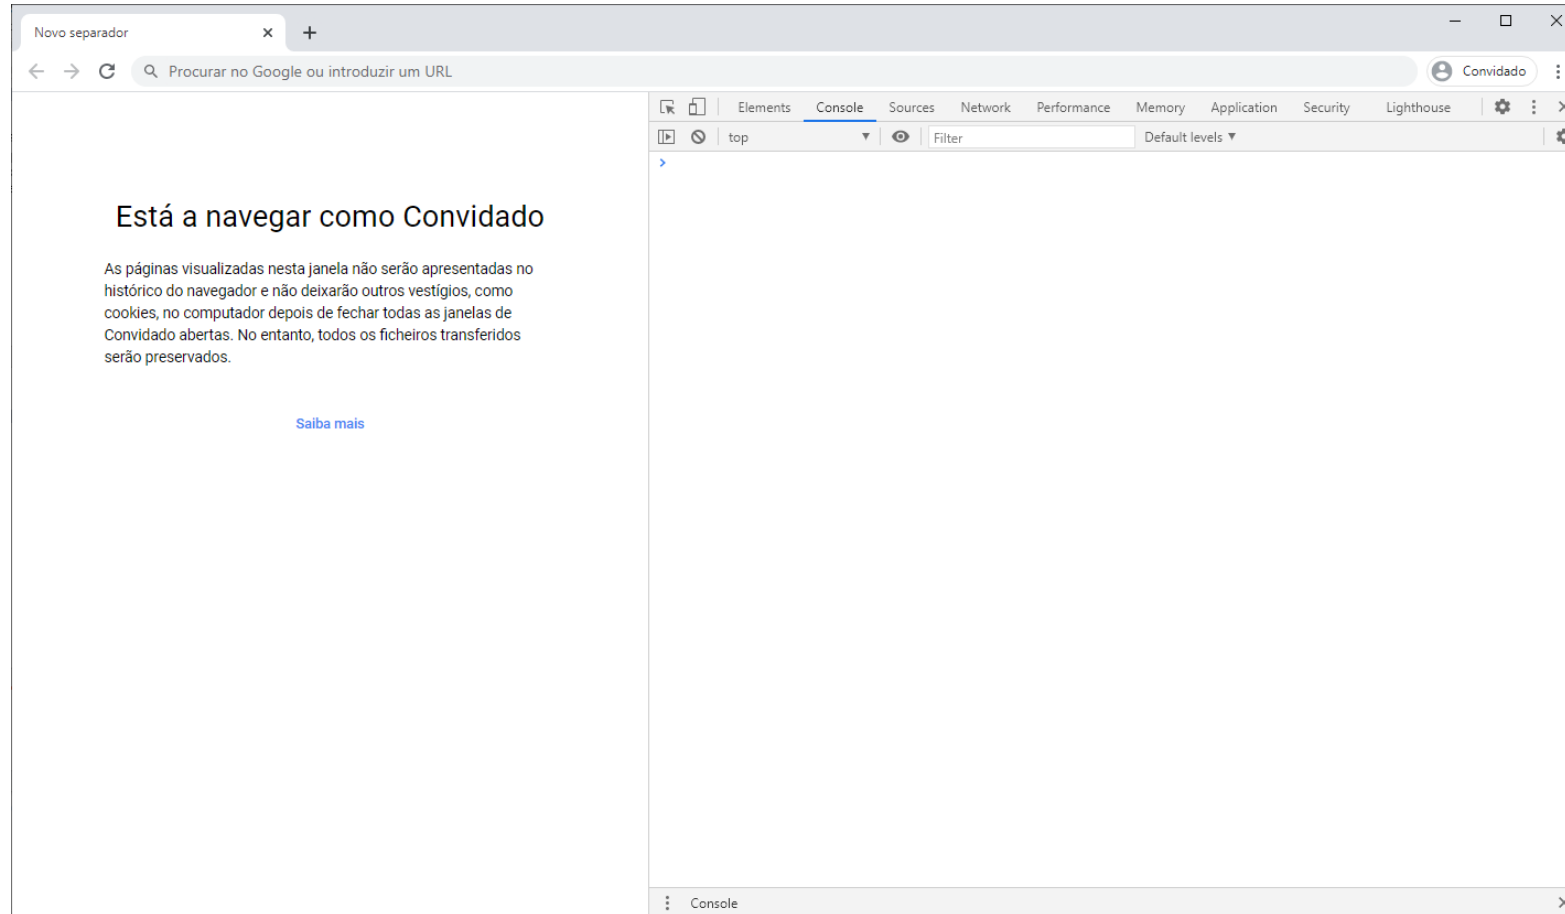 Novo separador
Procurar no Google ou introduzir um URL
Convidado
Elements Console Sources Network Performance Memory Application Security Lighthouse
top Filter Default levels
Está a navegar como Convidado
As páginas visualizadas nesta janela não serão apresentadas no
histórico do navegador e não deixarão outros vestígios, como
cookies, no computador depois de fechar todas as janelas de
Convidado abertas. No entanto, todos os ficheiros transferidos
serão preservados.
Saiba mais
Console